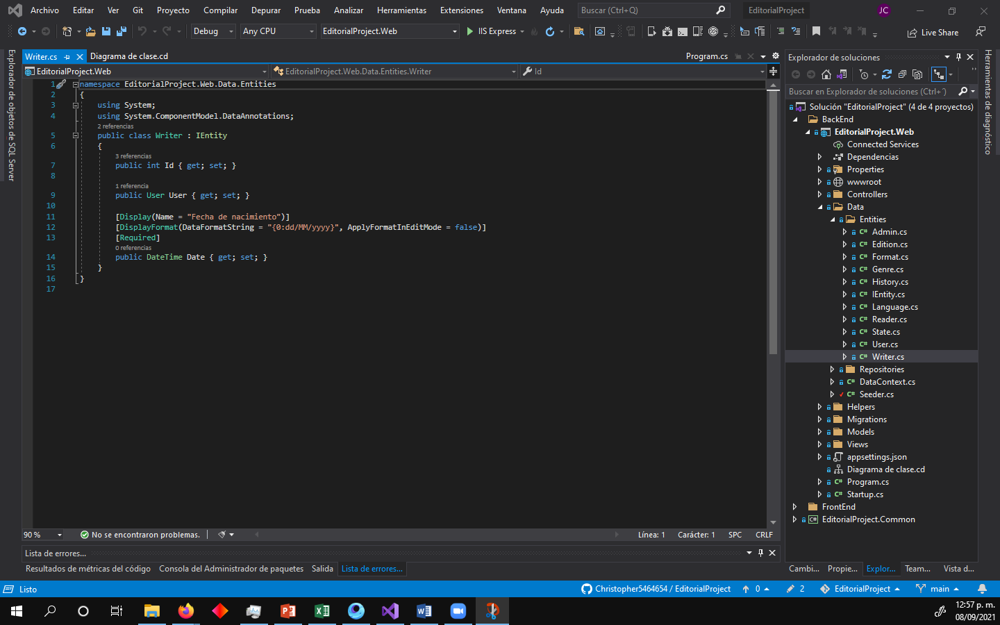 Archivo Editar Ver Git Proyecto Compilar Depurar Prueba Analizar Herramientas Extensiones Ventana Ayuda Buscar (Ctrl+Q) EditorialProject JC
Debug Any CPU EditorialProject.Web IIS Express Live Share
Explorador de objetos de SQL Server
Writer.cs Diagrama de clase.cd Program.cs
EditorialProject.Web EditorialProject.Web.Data.Entities.Writer Id
1 namespace EditorialProject.Web.Data.Entities
2 {
3 using System;
4 using System.ComponentModel.DataAnnotations;
2 referencias
5 public class Writer : IEntity
6 {
3 referencias
7 public int Id { get; set; }
8
1 referencia
9 public User User { get; set; }
10
11 [Display(Name = "Fecha de nacimiento")]
12 [DisplayFormat(DataFormatString = "{0:dd/MM/yyyy}", ApplyFormatInEditMode = false)]
13 [Required]
0 referencias
14 public DateTime Date { get; set; }
15 }
16 }
17
90 % No se encontraron problemas. Línea: 1 Carácter: 1 SPC CRLF
Lista de errores...
Resultados de métricas del código Consola del Administrador de paquetes Salida Lista de errores...
Explorador de soluciones
Buscar en Explorador de soluciones (Ctrl+´)
Solución "EditorialProject" (4 de 4 proyectos)
BackEnd
EditorialProject.Web
Connected Services
Dependencias
Properties
wwwroot
Controllers
Data
Entities
C# Admin.cs
C# Edition.cs
C# Format.cs
C# Genre.cs
C# History.cs
C# IEntity.cs
C# Language.cs
C# Reader.cs
C# State.cs
C# User.cs
C# Writer.cs
Repositories
C# DataContext.cs
C# Seeder.cs
Helpers
Migrations
Models
Views
appsettings.json
Diagrama de clase.cd
C# Program.cs
C# Startup.cs
FrontEnd
C# EditorialProject.Common
Cambi... Propie... Explor... Team... Vista d...
Herramientas de diagnóstico
Listo Christopher5464654 / EditorialProject 0 2 EditorialProject main
12:57 p. m.
08/09/2021